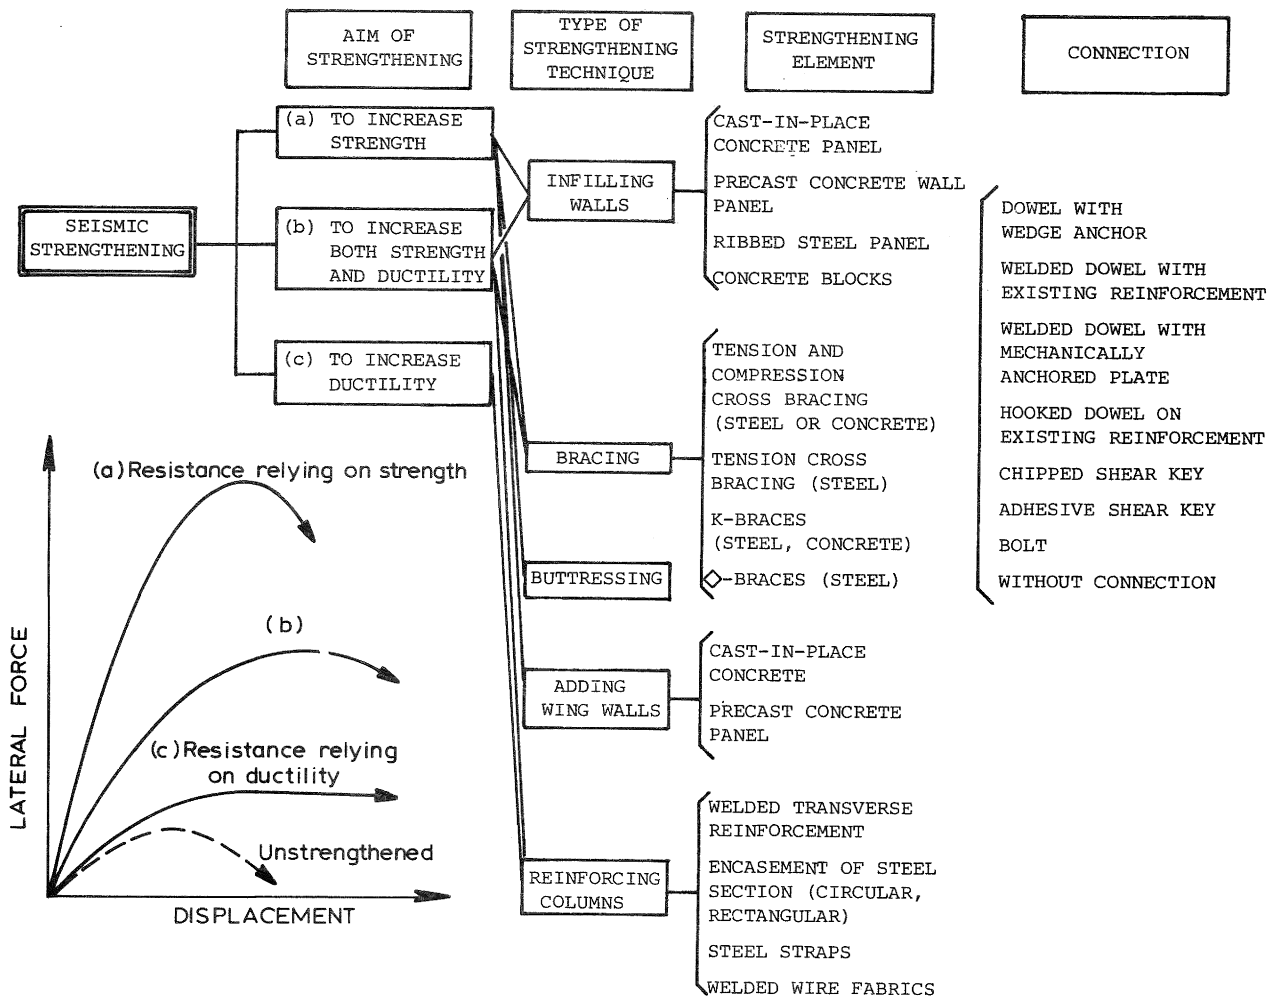 AIM OF
STRENGTHENING
TYPE OF
STRENGTHENING
TECHNIQUE
STRENGTHENING
ELEMENT
CONNECTION
SEISMIC
STRENGTHENING
(a) TO INCREASE
STRENGTH
(b) TO INCREASE
BOTH STRENGTH
AND DUCTILITY
(c) TO INCREASE
DUCTILITY
INFILLING
WALLS
BRACING
BUTTRESSING
ADDING
WING WALLS
REINFORCING
COLUMNS
CAST-IN-PLACE
CONCRETE PANEL
PRECAST CONCRETE WALL
PANEL
RIBBED STEEL PANEL
CONCRETE BLOCKS
TENSION AND
COMPRESSION
CROSS BRACING
(STEEL OR CONCRETE)
TENSION CROSS
BRACING (STEEL)
K-BRACES
(STEEL, CONCRETE)
◇-BRACES (STEEL)
CAST-IN-PLACE
CONCRETE
PRECAST CONCRETE
PANEL
WELDED TRANSVERSE
REINFORCEMENT
ENCASEMENT OF STEEL
SECTION (CIRCULAR,
RECTANGULAR)
STEEL STRAPS
WELDED WIRE FABRICS
DOWEL WITH
WEDGE ANCHOR
WELDED DOWEL WITH
EXISTING REINFORCEMENT
WELDED DOWEL WITH
MECHANICALLY
ANCHORED PLATE
HOOKED DOWEL ON
EXISTING REINFORCEMENT
CHIPPED SHEAR KEY
ADHESIVE SHEAR KEY
BOLT
WITHOUT CONNECTION
(a) Resistance relying on strength
(b)
(c) Resistance relying
on ductility
Unstrengthened
LATERAL FORCE
DISPLACEMENT